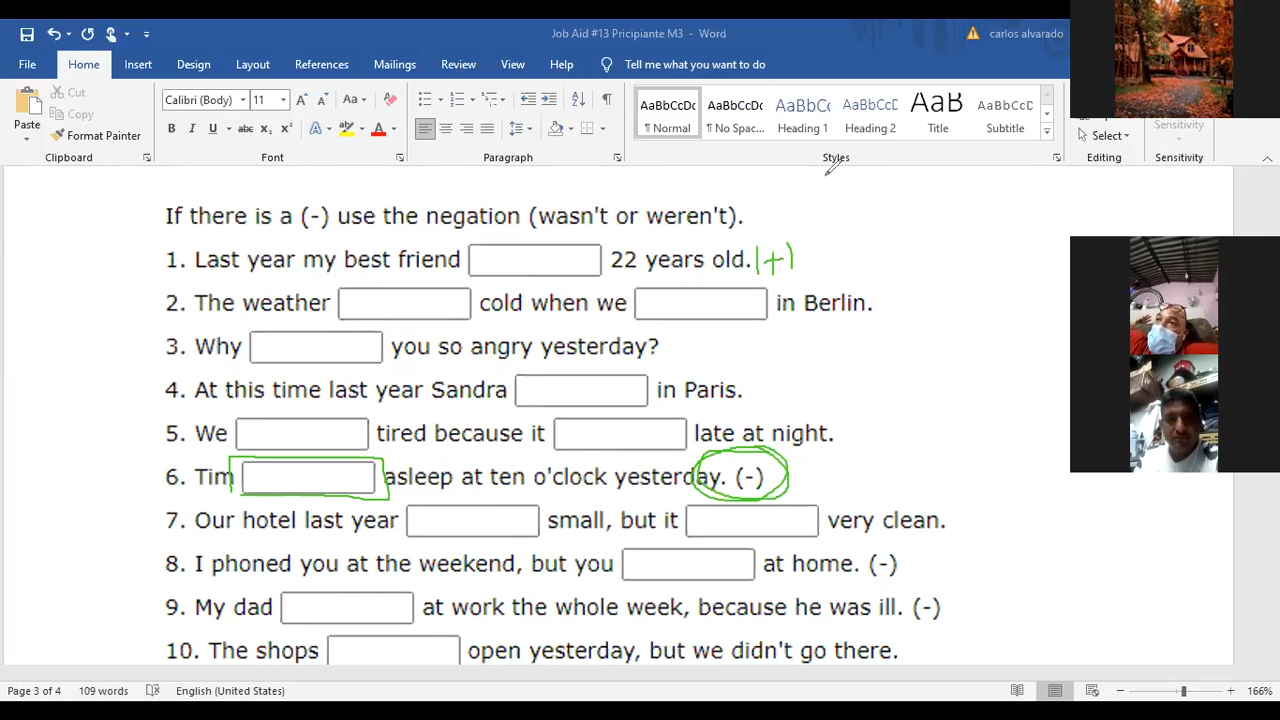 Job Aid #13 Pricipiante M3 - Word
carlos alvarado
File Home Insert Design Layout References Mailings Review View Help Tell me what you want to do
Paste
Cut
Copy
Format Painter
Calibri (Body) 11
AaBbCcDc AaBbCcDc AaBbCc AaBbCcD AaB AaBbCcD
¶ Normal ¶ No Spac... Heading 1 Heading 2 Title Subtitle
Select
Sensitivity
Clipboard Font Paragraph Styles Editing Sensitivity
If there is a (-) use the negation (wasn't or weren't).
1. Last year my best friend 22 years old. (+)
2. The weather cold when we in Berlin.
3. Why you so angry yesterday?
4. At this time last year Sandra in Paris.
5. We tired because it late at night.
6. Tim asleep at ten o'clock yesterday. (-)
7. Our hotel last year small, but it very clean.
8. I phoned you at the weekend, but you at home. (-)
9. My dad at work the whole week, because he was ill. (-)
10. The shops open yesterday, but we didn't go there.
Page 3 of 4 109 words English (United States) 166%